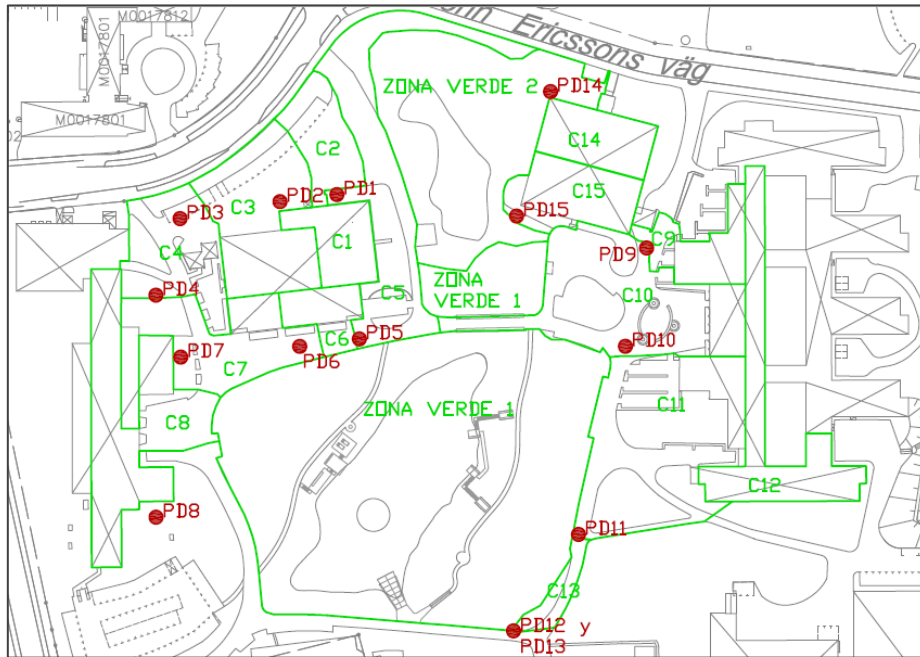 M0017812
M0017801
Ericssons väg
M0017801
02
ZONA VERDE 2
PD14
C14
C2
C15
PD1
PD2
C3
PD3
PD15
C1
C4
PD9
C9
ZONA
VERDE 1
C10
PD4
C5
PD5
C6
PD6
PD10
PD7
C7
C11
ZONA VERDE 1
C8
C12
PD8
PD11
C13
PD12 y
PD13